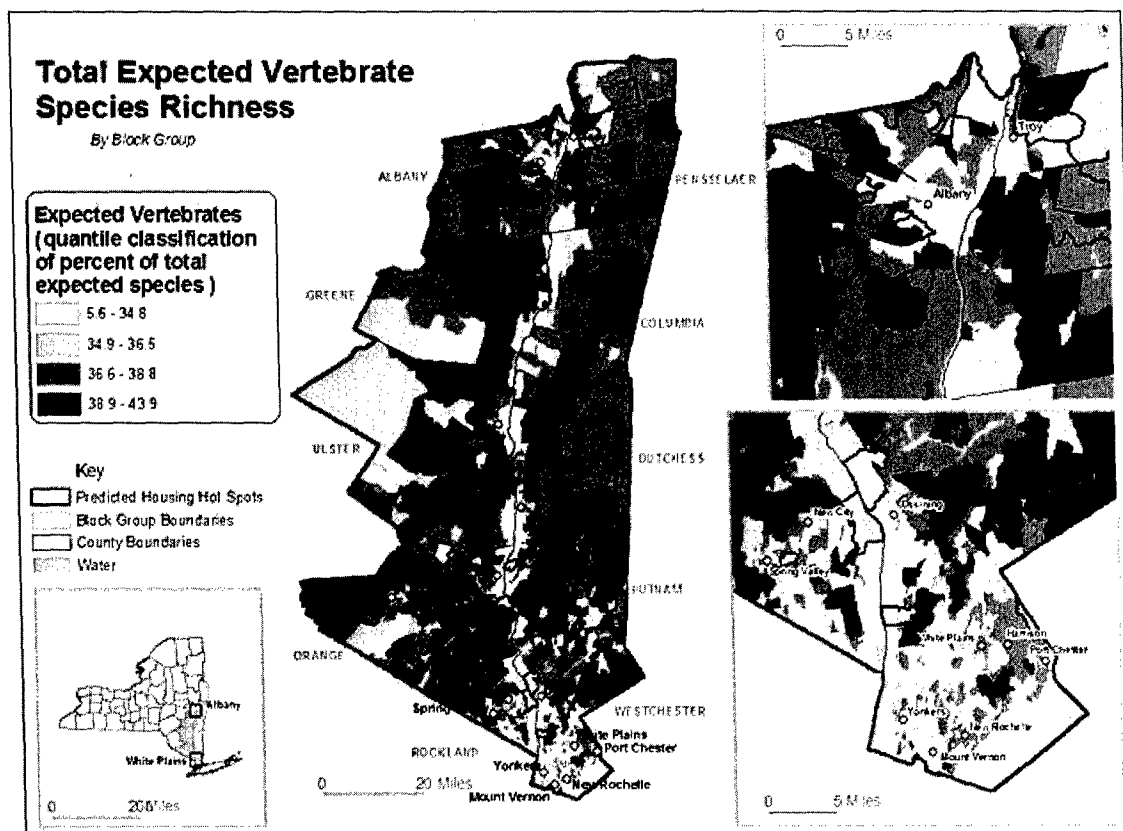 Total Expected Vertebrate
Species Richness
By Block Group
Expected Vertebrates
(quantile classification
of percent of total
expected species)
5.6 - 34.8
34.9 - 36.5
36.6 - 38.8
38.9 - 43.9
Key
Predicted Housing Hot Spots
Block Group Boundaries
County Boundaries
Water
Albany
White Plains
0 200 Miles
ALBANY
RENSSELAER
GREENE
COLUMBIA
ULSTER
DUTCHESS
PUTNAM
ORANGE
WESTCHESTER
ROCKLAND
Spring
White Plains
Port Chester
Yonkers
New Rochelle
Mount Vernon
0 20 Miles
0 5 Miles
Troy
Albany
New City
Ossining
Spring Valley
White Plains
Harrison
Port Chester
Yonkers
New Rochelle
Mount Vernon
0 5 Miles